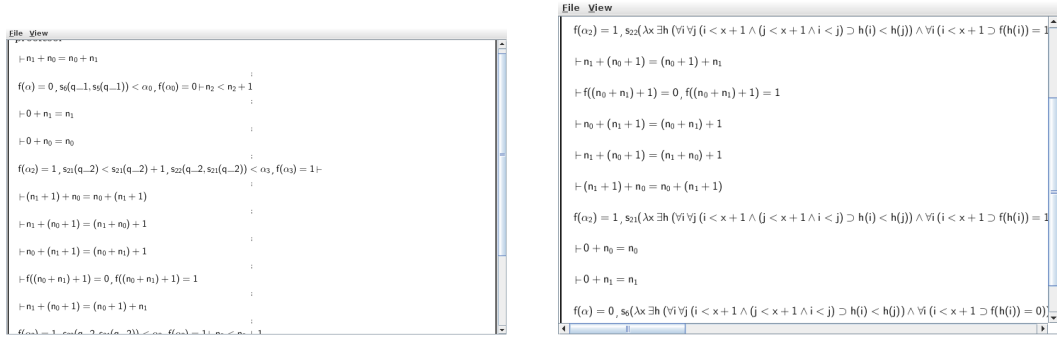 File View
⊢ n₁ + n₀ = n₀ + n₁
;
f(α) = 0 , s₆(q_1, s₅(q_1)) < α₀ , f(α₀) = 0 ⊢ n₂ < n₂ + 1
;
⊢ 0 + n₁ = n₁
;
⊢ 0 + n₀ = n₀
;
f(α₂) = 1 , s₂₁(q_2) < s₂₁(q_2) + 1 , s₂₂(q_2, s₂₁(q_2)) < α₃ , f(α₃) = 1 ⊢
;
⊢ (n₁ + 1) + n₀ = n₀ + (n₁ + 1)
;
⊢ n₁ + (n₀ + 1) = (n₁ + n₀) + 1
;
⊢ n₀ + (n₁ + 1) = (n₀ + n₁) + 1
;
⊢ f((n₀ + n₁) + 1) = 0 , f((n₀ + n₁) + 1) = 1
;
⊢ n₁ + (n₀ + 1) = (n₀ + 1) + n₁
;
File View
f(α₂) = 1 , s₂₂(λx ∃h (∀i ∀j (i < x + 1 ∧ (j < x + 1 ∧ i < j) ⊃ h(i) < h(j)) ∧ ∀i (i < x + 1 ⊃ f(h(i)) = 1
⊢ n₁ + (n₀ + 1) = (n₀ + 1) + n₁
⊢ f((n₀ + n₁) + 1) = 0 , f((n₀ + n₁) + 1) = 1
⊢ n₀ + (n₁ + 1) = (n₀ + n₁) + 1
⊢ n₁ + (n₀ + 1) = (n₁ + n₀) + 1
⊢ (n₁ + 1) + n₀ = n₀ + (n₁ + 1)
f(α₂) = 1 , s₂₁(λx ∃h (∀i ∀j (i < x + 1 ∧ (j < x + 1 ∧ i < j) ⊃ h(i) < h(j)) ∧ ∀i (i < x + 1 ⊃ f(h(i)) = 1
⊢ 0 + n₀ = n₀
⊢ 0 + n₁ = n₁
f(α) = 0 , s₆(λx ∃h (∀i ∀j (i < x + 1 ∧ (j < x + 1 ∧ i < j) ⊃ h(i) < h(j)) ∧ ∀i (i < x + 1 ⊃ f(h(i)) = 0))